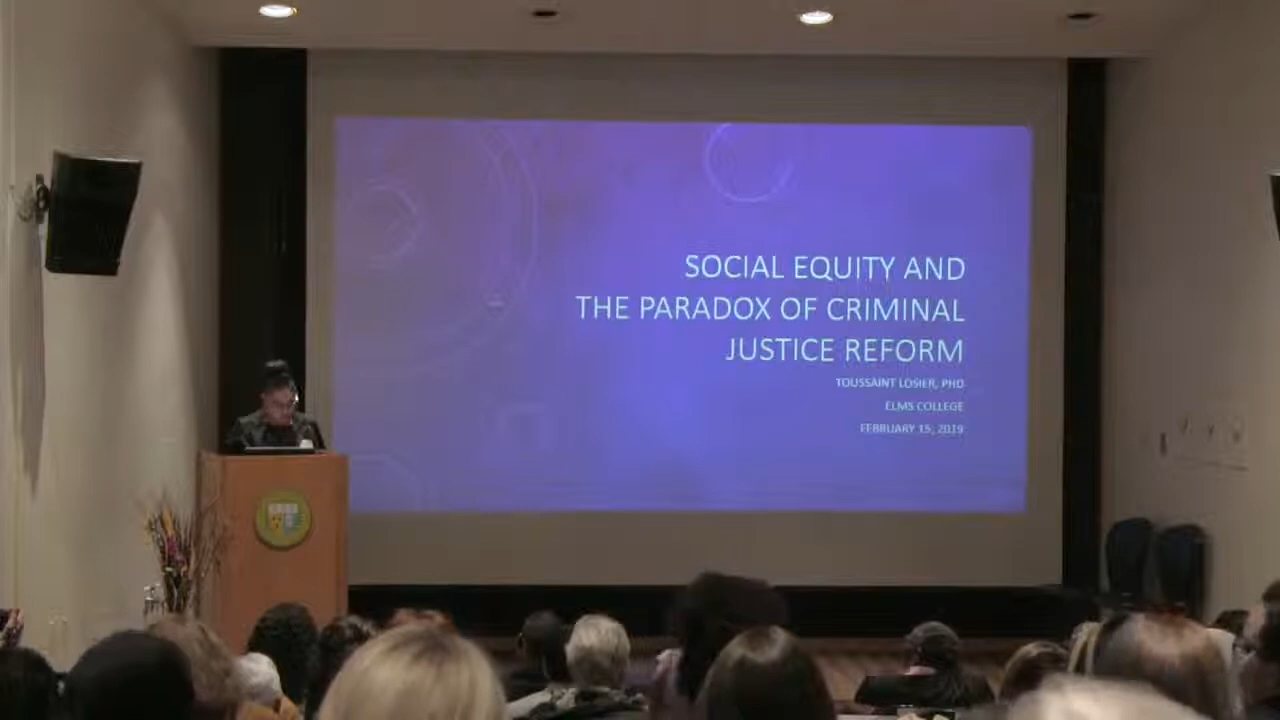 SOCIAL EQUITY AND
THE PARADOX OF CRIMINAL
JUSTICE REFORM
TOUSSAINT LOSIER, PHD
ELMS COLLEGE
FEBRUARY 15, 2019